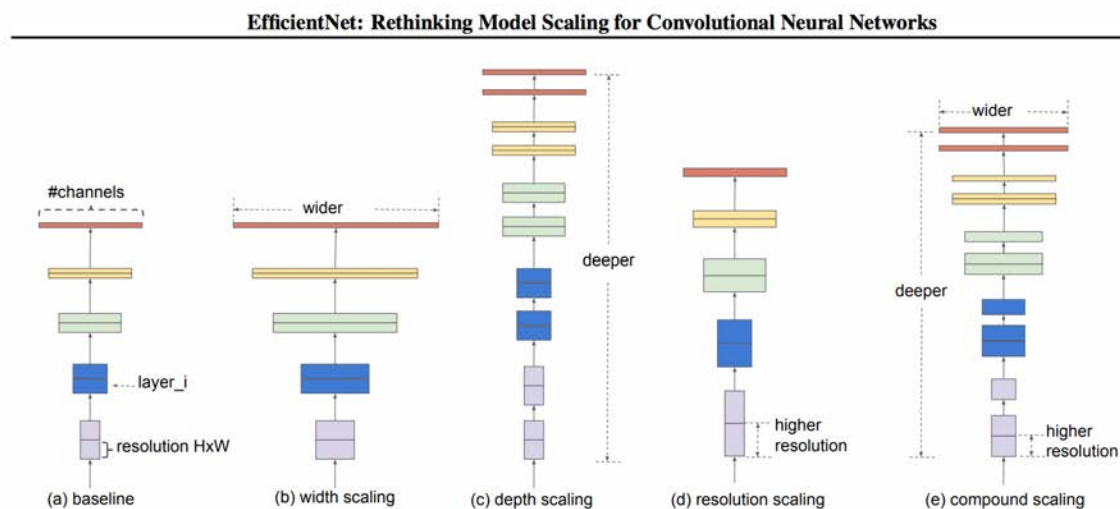 EfficientNet: Rethinking Model Scaling for Convolutional Neural Networks
#channels
layer_i
resolution HxW
(a) baseline
wider
(b) width scaling
deeper
(c) depth scaling
higher
resolution
(d) resolution scaling
wider
deeper
higher
resolution
(e) compound scaling